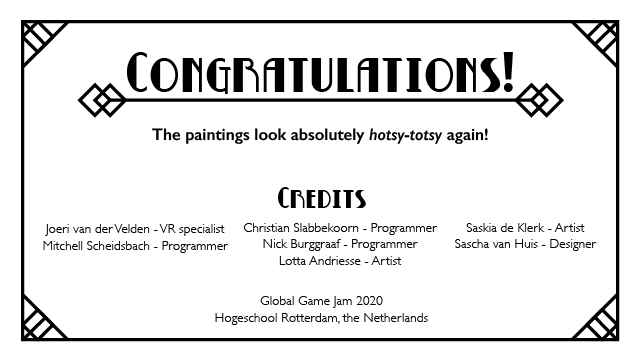 CONGRATULATIONS!
The paintings look absolutely hotsy-totsy again!
CREDITS
Joeri van der Velden - VR specialist
Mitchell Scheidsbach - Programmer
Christian Slabbekoorn - Programmer
Nick Burggraaf - Programmer
Lotta Andriesse - Artist
Saskia de Klerk - Artist
Sascha van Huis - Designer
Global Game Jam 2020
Hogeschool Rotterdam, the Netherlands